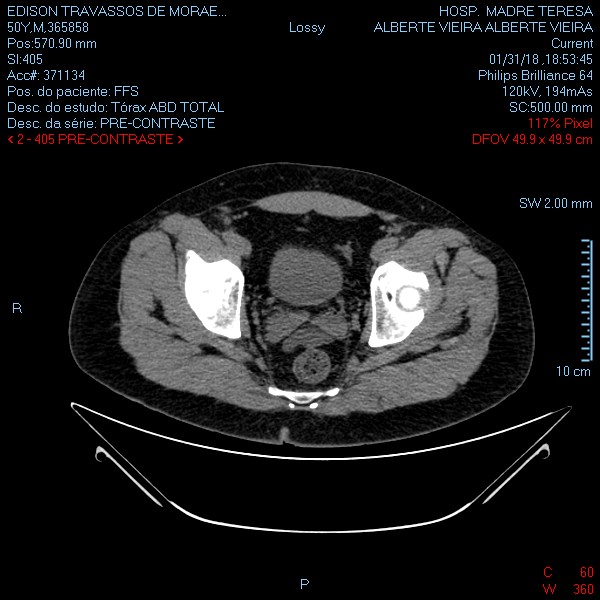 EDISON TRAVASSOS DE MORAE...
50Y,M,365858
Pos:570.90 mm
SI:405
Acc#: 371134
Pos. do paciente: FFS
Desc. do estudo: Tórax ABD TOTAL
Desc. da série: PRE-CONTRASTE
< 2 - 405 PRE-CONTRASTE >
Lossy
HOSP. MADRE TERESA
ALBERTE VIEIRA ALBERTE VIEIRA
Current
01/31/18 ,18:53:45
Philips Brilliance 64
120kV, 194mAs
SC:500.00 mm
117% Pixel
DFOV 49.9 x 49.9 cm
SW 2.00 mm
R
10 cm
P
C 60
W 360